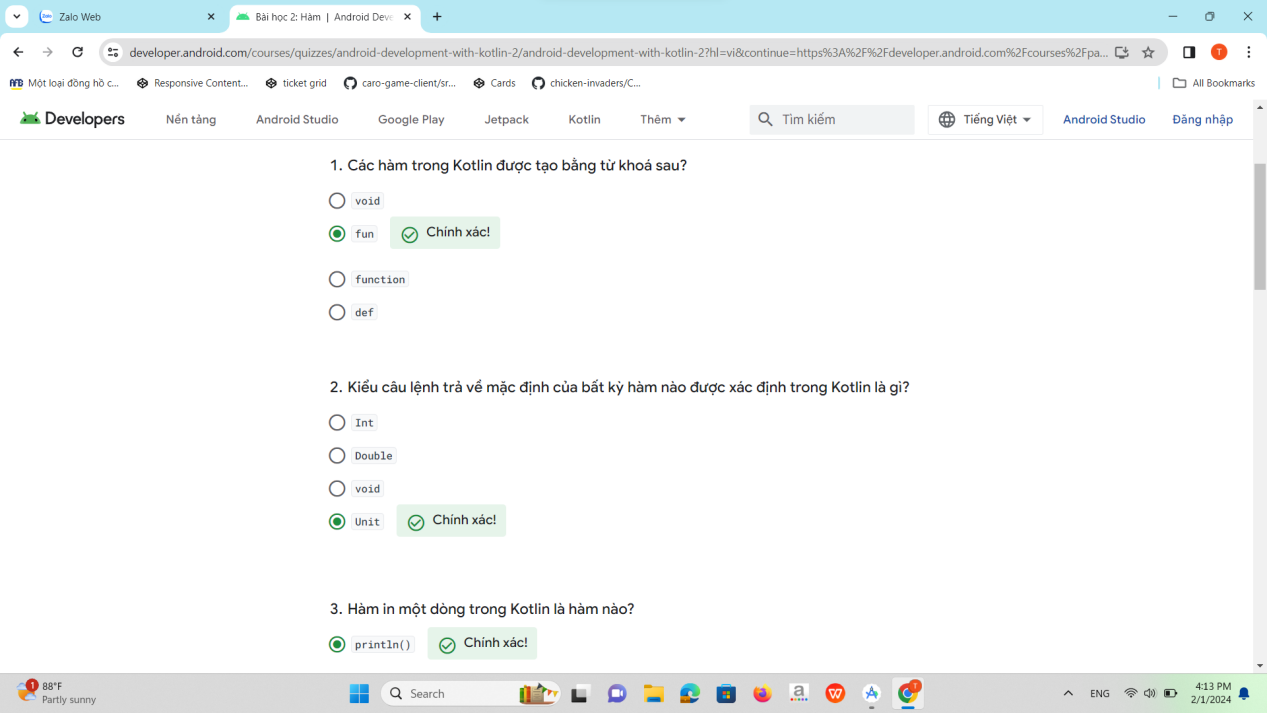 Zalo Web
Bài học 2: Hàm | Android Deve
developer.android.com/courses/quizzes/android-development-with-kotlin-2/android-development-with-kotlin-2?hl=vi&continue=https%3A%2F%2Fdeveloper.android.com%2Fcourses%2Fpa...
T
Một loại đồng hồ c...
Responsive Content...
ticket grid
caro-game-client/sr...
Cards
chicken-invaders/C...
All Bookmarks
Developers
Nền tảng
Android Studio
Google Play
Jetpack
Kotlin
Thêm
Tìm kiếm
Tiếng Việt
Android Studio
Đăng nhập
1. Các hàm trong Kotlin được tạo bằng từ khoá sau?
void
fun Chính xác!
function
def
2. Kiểu câu lệnh trả về mặc định của bất kỳ hàm nào được xác định trong Kotlin là gì?
Int
Double
void
Unit Chính xác!
3. Hàm in một dòng trong Kotlin là hàm nào?
println() Chính xác!
1
88°F
Partly sunny
Search
ENG
4:13 PM
2/1/2024